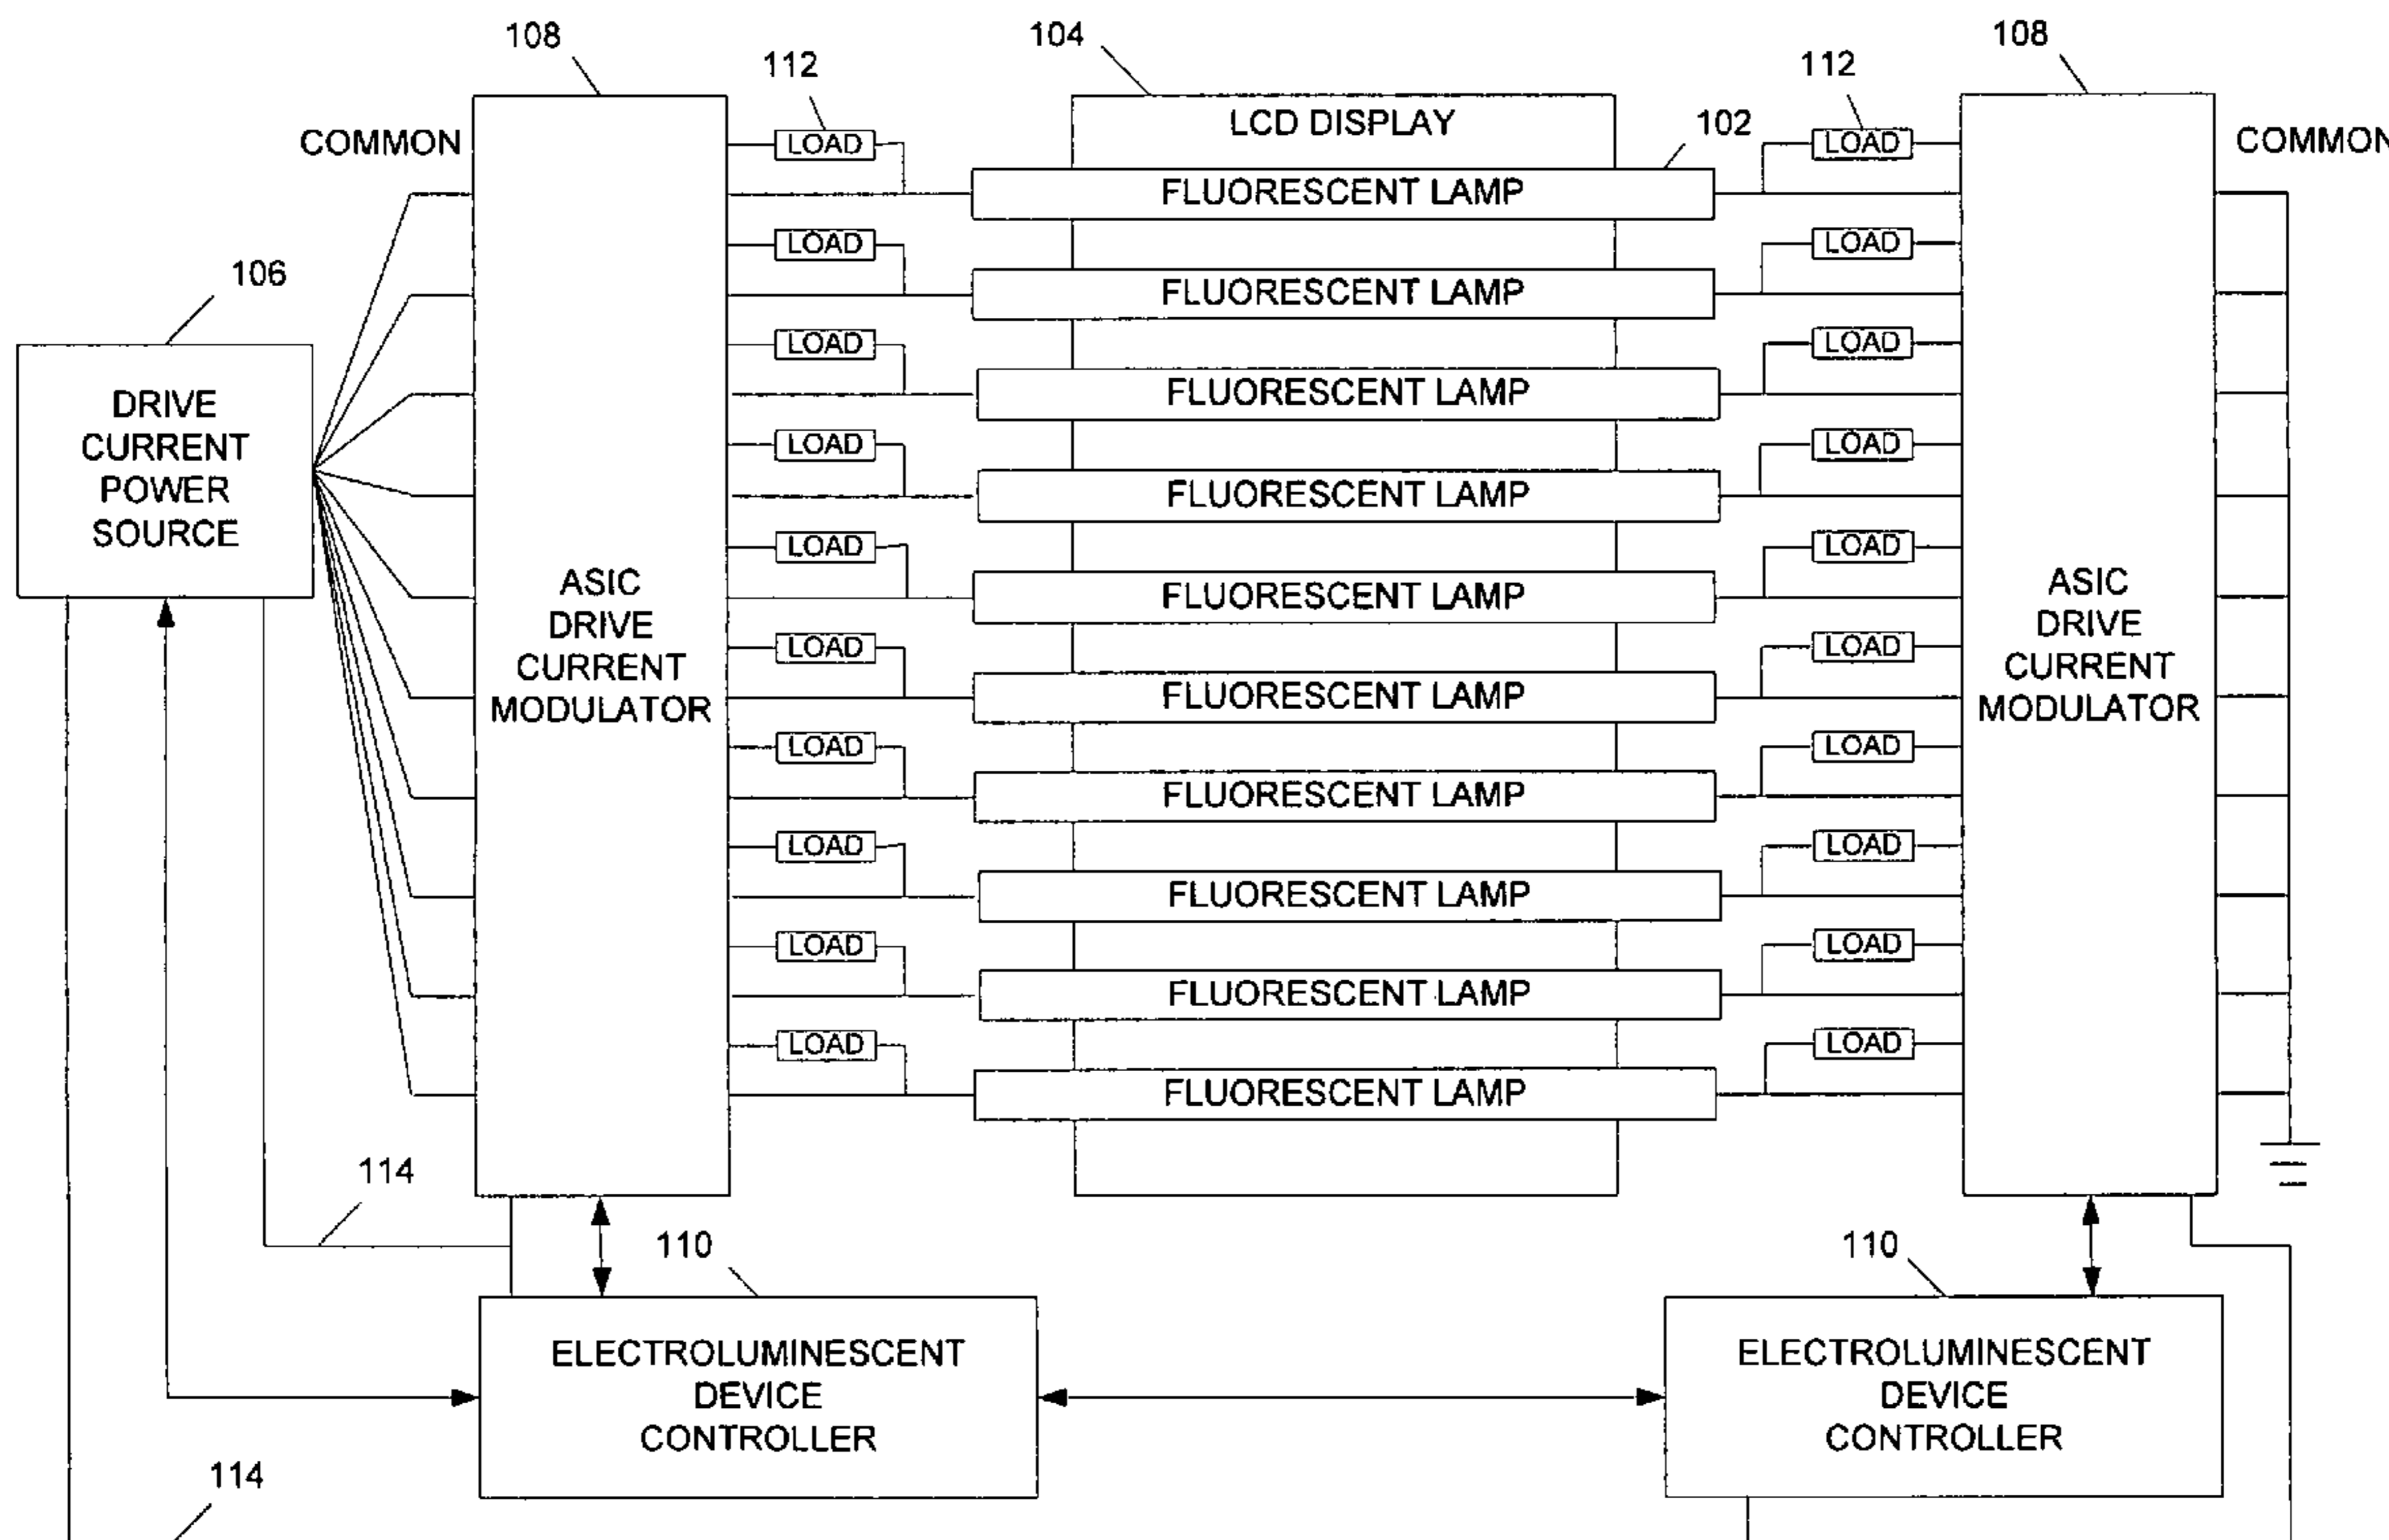 108
104
108
112
112
LCD DISPLAY
102
COMMON
LOAD
LOAD
COMMON
FLUORESCENT LAMP
LOAD
LOAD
106
FLUORESCENT LAMP
LOAD
LOAD
FLUORESCENT LAMP
DRIVE
CURRENT
POWER
SOURCE
LOAD
LOAD
FLUORESCENT LAMP
LOAD
LOAD
FLUORESCENT LAMP
ASIC
DRIVE
CURRENT
MODULATOR
ASIC
DRIVE
CURRENT
MODULATOR
LOAD
LOAD
FLUORESCENT LAMP
LOAD
LOAD
FLUORESCENT LAMP
LOAD
LOAD
FLUORESCENT LAMP
LOAD
LOAD
FLUORESCENT LAMP
LOAD
LOAD
FLUORESCENT LAMP
114
110
110
ELECTROLUMINESCENT
DEVICE
CONTROLLER
ELECTROLUMINESCENT
DEVICE
CONTROLLER
114